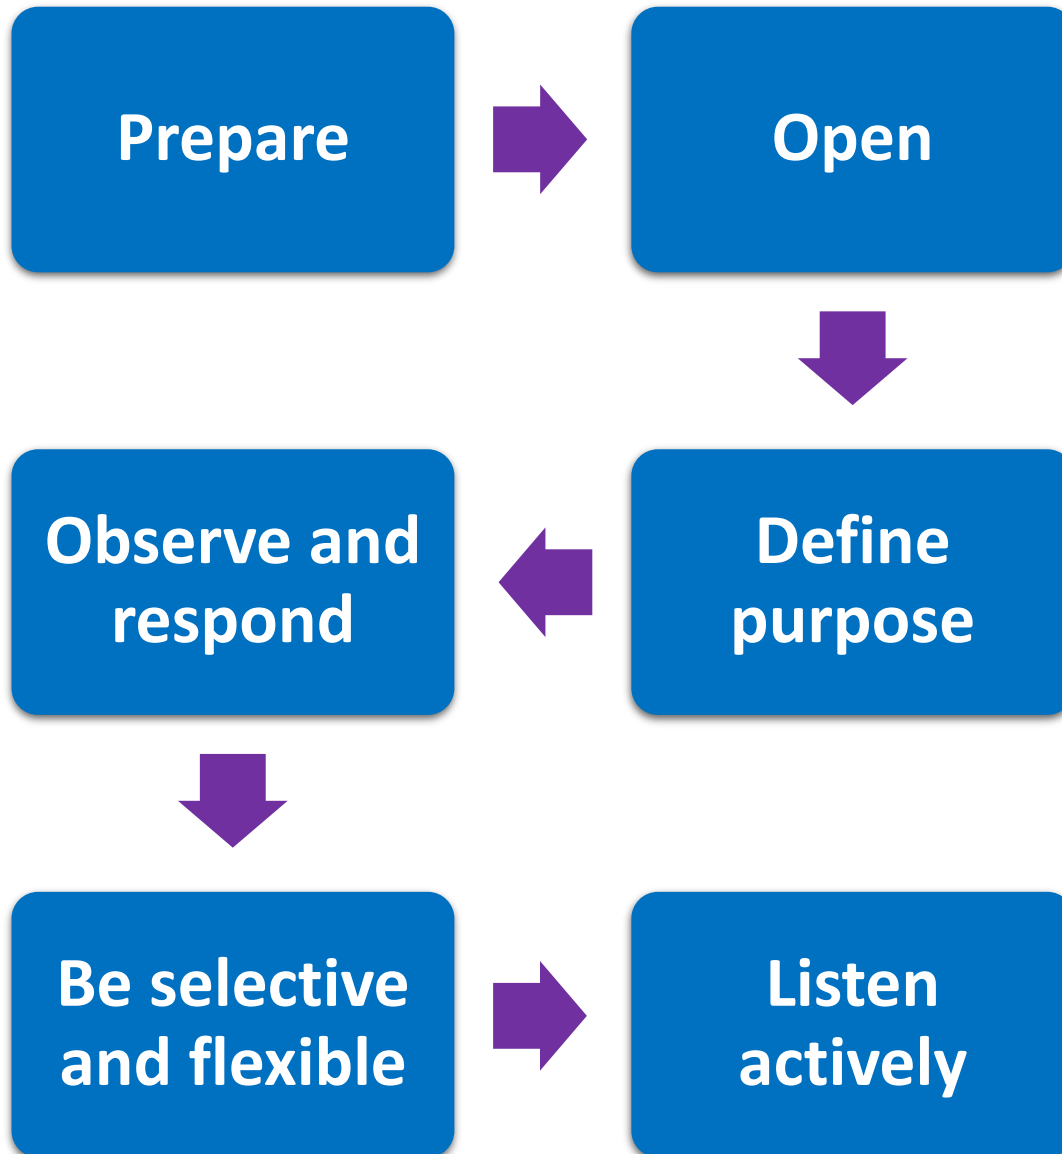 Prepare
Open
Define
purpose
Observe and
respond
Be selective
and flexible
Listen
actively